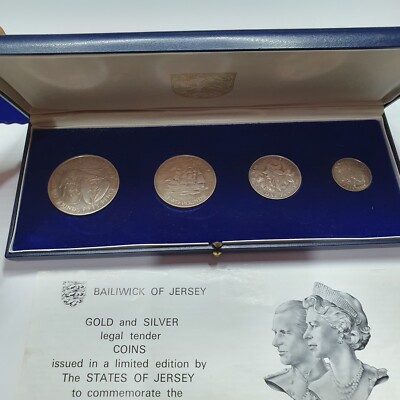 BAILIWICK OF JERSEY
GOLD and SILVER
legal tender
COINS
issued in a limited edition by
The STATES OF JERSEY
to commemorate the